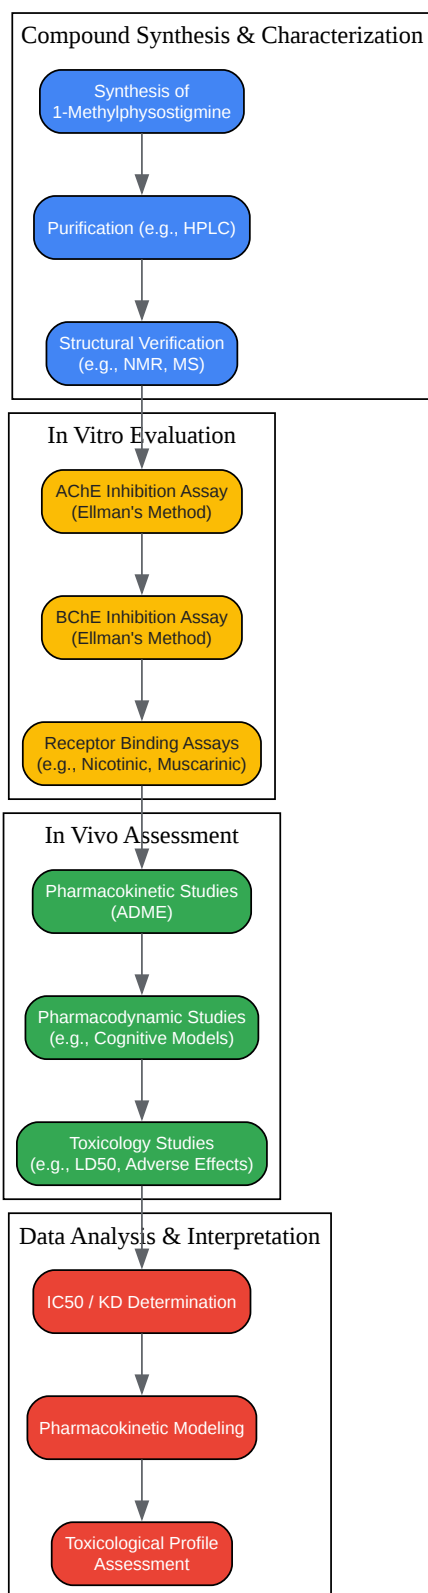 Compound Synthesis & Characterization
Synthesis of
1-Methylphysostigmine
Purification (e.g., HPLC)
Structural Verification
(e.g., NMR, MS)
In Vitro Evaluation
AChE Inhibition Assay
(Ellman's Method)
BChE Inhibition Assay
(Ellman's Method)
Receptor Binding Assays
(e.g., Nicotinic, Muscarinic)
In Vivo Assessment
Pharmacokinetic Studies
(ADME)
Pharmacodynamic Studies
(e.g., Cognitive Models)
Toxicology Studies
(e.g., LD50, Adverse Effects)
Data Analysis & Interpretation
IC50 / KD Determination
Pharmacokinetic Modeling
Toxicological Profile
Assessment